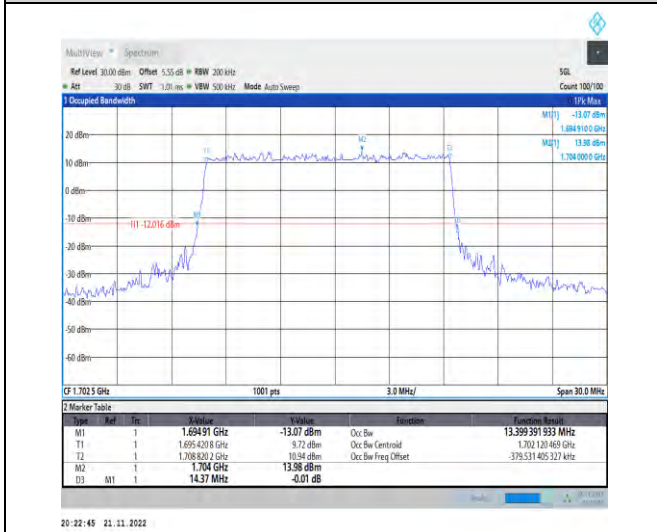 MultiView Spectrum
Ref Level 30.00 dBm Offset 5.55 dB RBW 200 kHz SGL
Att 30 dB SWT 1.01 ms VBW 500 kHz Mode Auto Sweep Count 100/100
1 Occupied Bandwidth 1Pk Max
M1[1] -13.07 dBm
1.694 910 0 GHz
M2[1] 13.98 dBm
1.704 000 0 GHz
20 dBm
M2
T1
T2
10 dBm
0 dBm
-10 dBm
M1
H1 -12.016 dBm
-20 dBm
-30 dBm
-40 dBm
-50 dBm
-60 dBm
CF 1.702 5 GHz 1001 pts 3.0 MHz/ Span 30.0 MHz
2 Marker Table
Type Ref Trc X-Value Y-Value Function Function Result
M1 1 1.694 91 GHz -13.07 dBm Occ Bw 13.399 391 933 MHz
T1 1 1.695 420 8 GHz 9.72 dBm Occ Bw Centroid 1.702 120 469 GHz
T2 1 1.708 820 2 GHz 10.94 dBm Occ Bw Freq Offset -379.531 405 327 kHz
M2 1 1.704 GHz 13.98 dBm
D3 M1 1 14.37 MHz -0.01 dB
20:22:45 21.11.2022